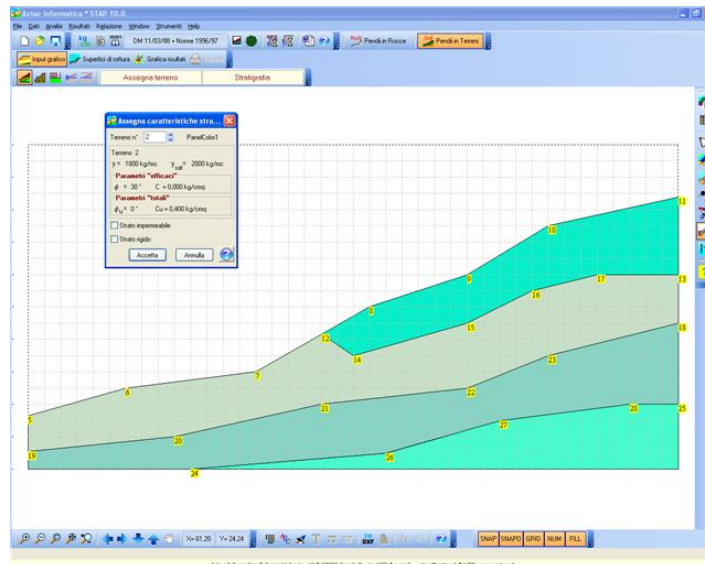 Aztec Informatica * STAP 10.0
File Dati Analisi Risultati Relazione Window Strumenti Help
DM 11/03/88 + Norme 1996/97
Pendii in Rocce
Pendii in Terreni
Input grafico
Superfici di rottura
Grafica risultati
Assegna terreno
Stratigrafia
Assegna caratteristiche stra...
Terreno n° 2 PanelColor1
Terreno 2
γ = 1800 kg/mc γsat = 2000 kg/mc
Parametri "efficaci"
ϕ = 30 ° C = 0,000 kg/cmq
Parametri "totali"
ϕu = 0 ° Cu = 0,400 kg/cmq
Strato impermeabile
Strato rigido
Accetta
Annulla
11
10
9
17
13
16
8
15
18
12
14
23
7
6
22
21
28
25
5
27
20
19
26
24
X= 61,20 Y= 24,24
DXF
SNAP
SNAPO
GRID
NUM
FILL